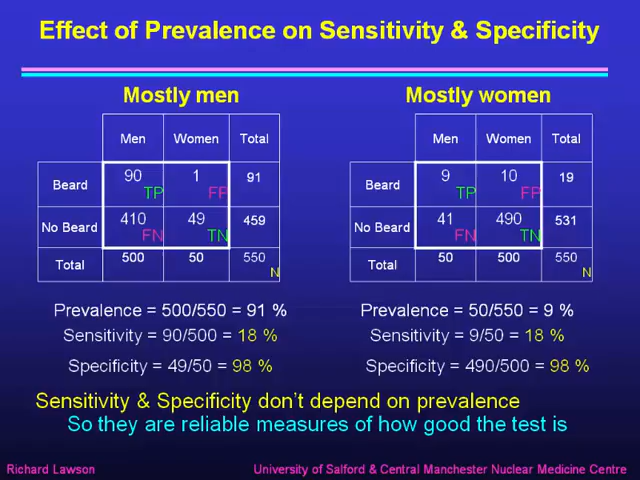 Effect of Prevalence on Sensitivity & Specificity
Mostly men
Men Women Total
Beard 90 TP 1 FP 91
No Beard 410 FN 49 TN 459
Total 500 50 550 N
Prevalence = 500/550 = 91 %
Sensitivity = 90/500 = 18 %
Specificity = 49/50 = 98 %
Mostly women
Men Women Total
Beard 9 TP 10 FP 19
No Beard 41 FN 490 TN 531
Total 50 500 550 N
Prevalence = 50/550 = 9 %
Sensitivity = 9/50 = 18 %
Specificity = 490/500 = 98 %
Sensitivity & Specificity don't depend on prevalence
So they are reliable measures of how good the test is
Richard Lawson
University of Salford & Central Manchester Nuclear Medicine Centre